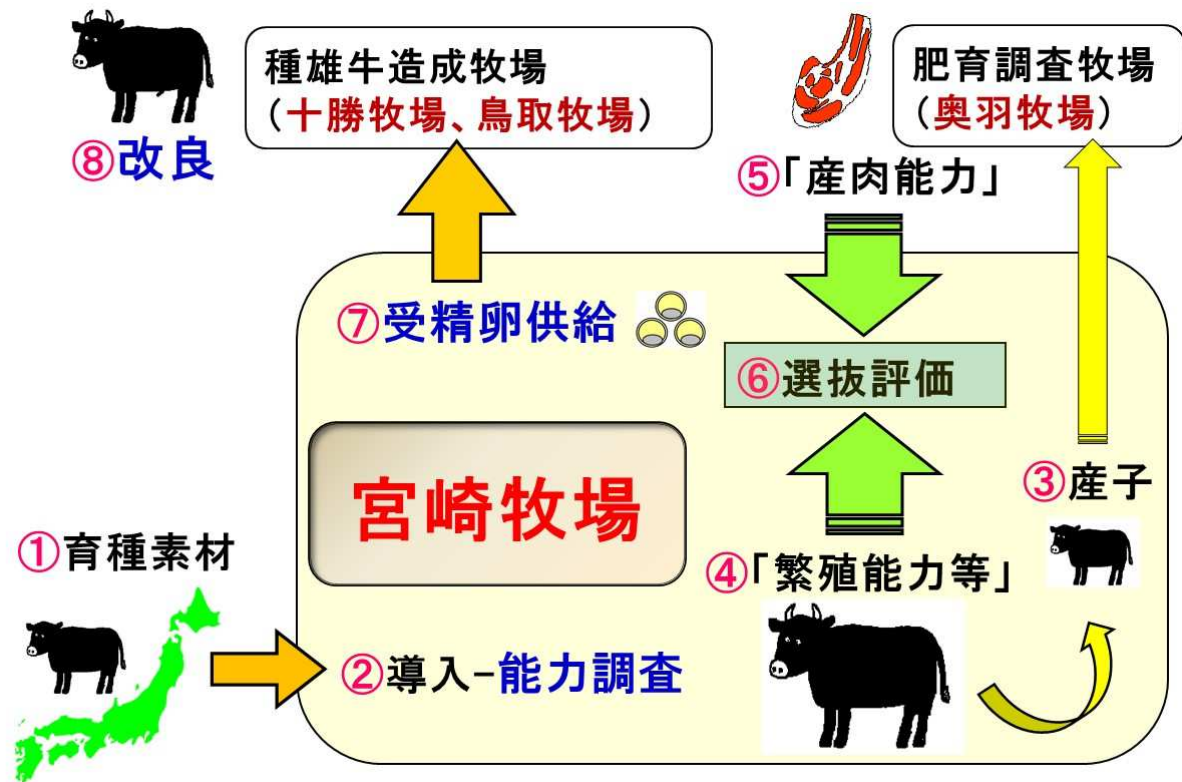 種雄牛造成牧場
（十勝牧場、鳥取牧場）
肥育調査牧場
（奥羽牧場）
⑧改良
⑤「産肉能力」
⑦受精卵供給
⑥選抜評価
宮崎牧場
③産子
①育種素材
④「繁殖能力等」
②導入-能力調査